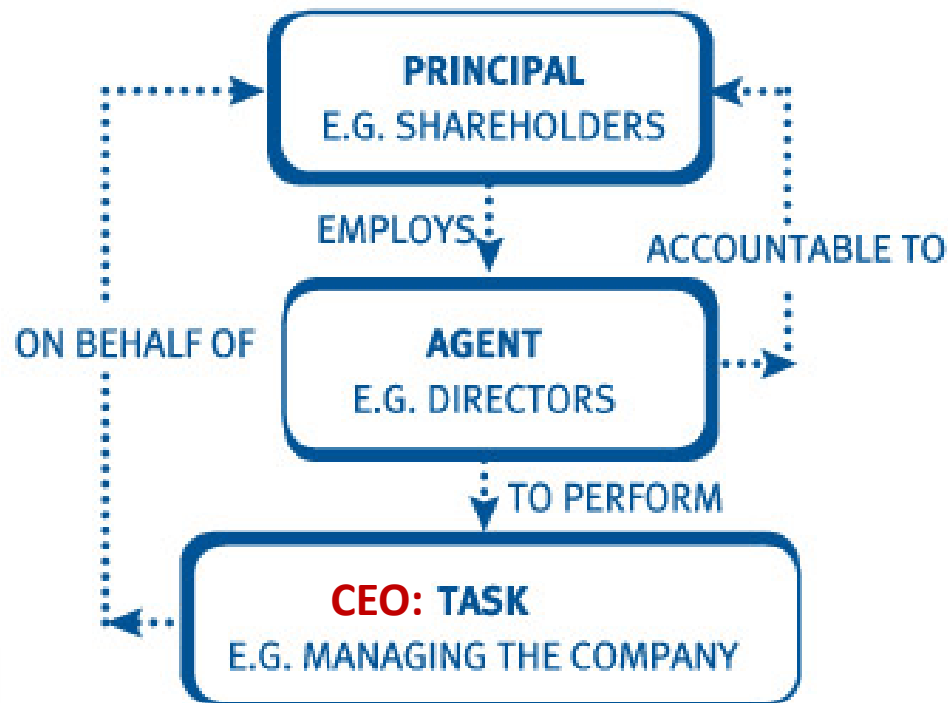 PRINCIPAL
E.G. SHAREHOLDERS
EMPLOYS
ACCOUNTABLE TO
ON BEHALF OF
AGENT
E.G. DIRECTORS
TO PERFORM
CEO: TASK
E.G. MANAGING THE COMPANY